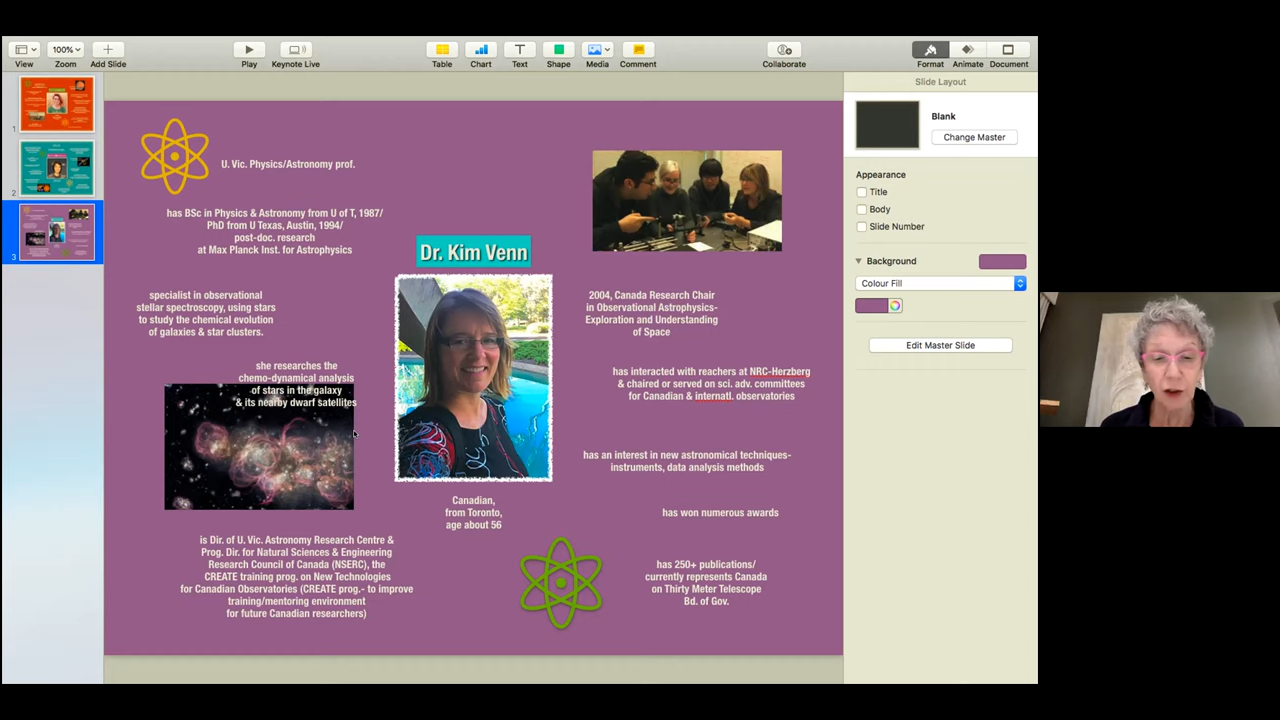 View
100%
Zoom
Add Slide
Play
Keynote Live
Table
Chart
Text
Shape
Media
Comment
Collaborate
Format
Animate
Document
1
2
3
U. Vic. Physics/Astronomy prof.
has BSc in Physics & Astronomy from U of T, 1987/
PhD from U Texas, Austin, 1994/
post-doc. research
at Max Planck Inst. for Astrophysics
specialist in observational
stellar spectroscopy, using stars
to study the chemical evolution
of galaxies & star clusters.
she researches the
chemo-dynamical analysis
of stars in the galaxy
& its nearby dwarf satellites
is Dir. of U. Vic. Astronomy Research Centre &
Prog. Dir. for Natural Sciences & Engineering
Research Council of Canada (NSERC), the
CREATE training prog. on New Technologies
for Canadian Observatories (CREATE prog.- to improve
training/mentoring environment
for future Canadian researchers)
Dr. Kim Venn
Canadian,
from Toronto,
age about 56
2004, Canada Research Chair
in Observational Astrophysics-
Exploration and Understanding
of Space
has interacted with reachers at NRC-Herzberg
& chaired or served on sci. adv. committees
for Canadian & internatl. observatories
has an interest in new astronomical techniques-
instruments, data analysis methods
has won numerous awards
has 250+ publications/
currently represents Canada
on Thirty Meter Telescope
Bd. of Gov.
Slide Layout
Blank
Change Master
Appearance
Title
Body
Slide Number
Background
Colour Fill
Edit Master Slide